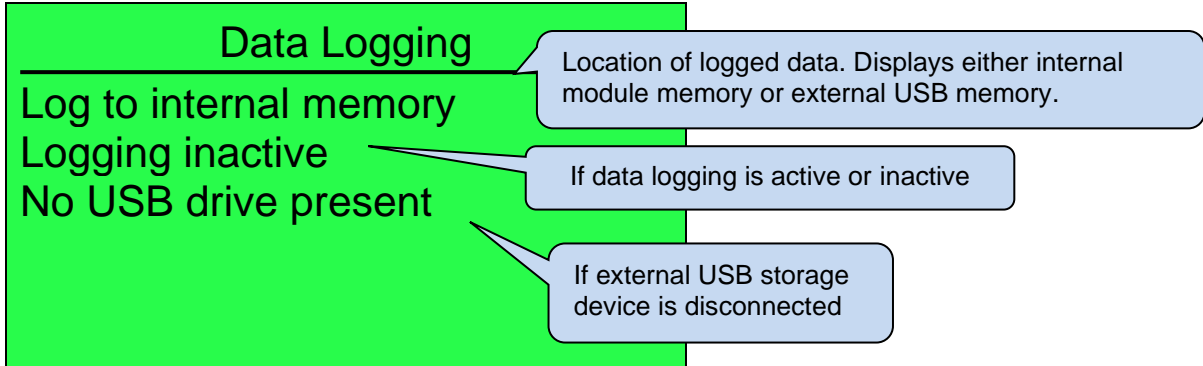 Data Logging
Location of logged data. Displays either internal
module memory or external USB memory.
Log to internal memory
Logging inactive
If data logging is active or inactive
No USB drive present
If external USB storage
device is disconnected